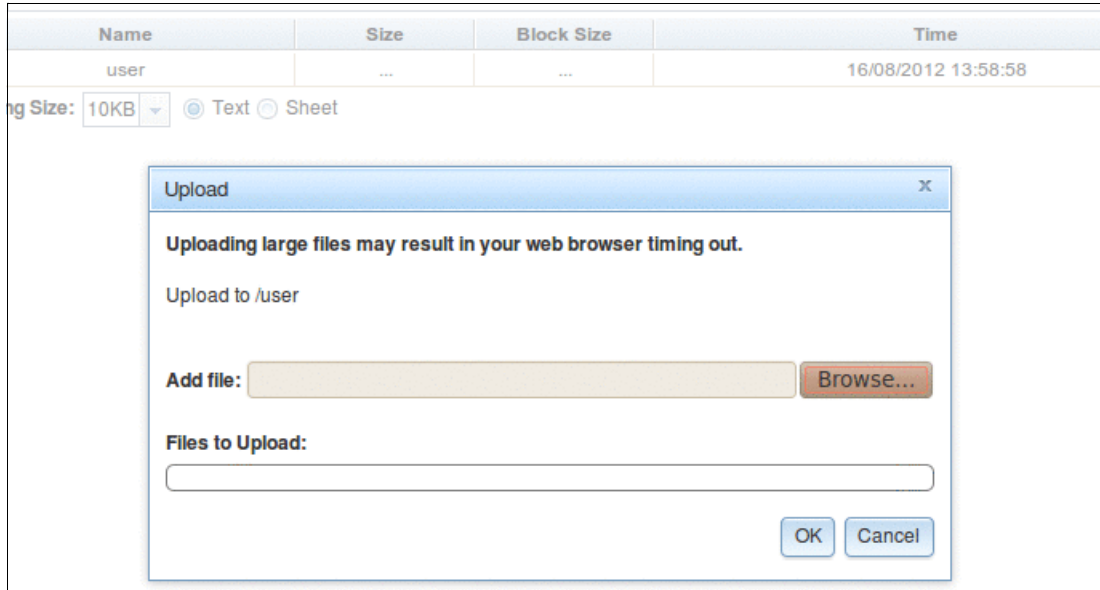 Name Size Block Size Time
user ... ... 16/08/2012 13:58:58
ng Size: 10KB Text Sheet
Upload x
Uploading large files may result in your web browser timing out.
Upload to /user
Add file: Browse...
Files to Upload:
OK Cancel